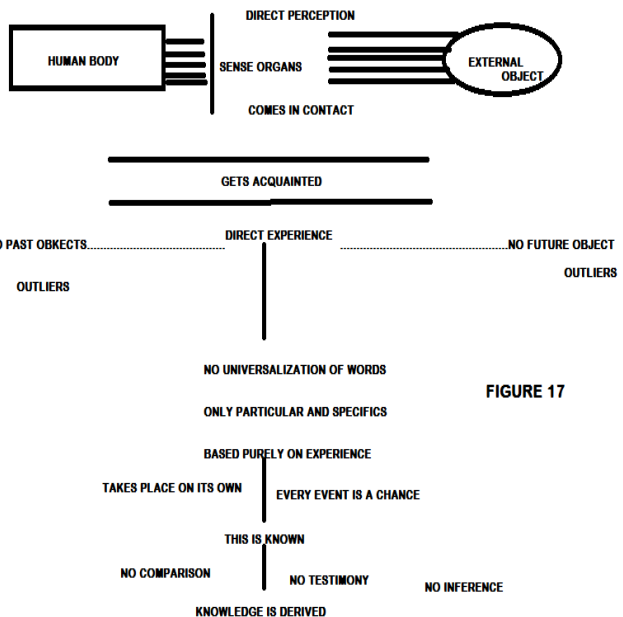 DIRECT PERCEPTION
HUMAN BODY
SENSE ORGANS
EXTERNAL
OBJECT
COMES IN CONTACT
GETS ACQUAINTED
DIRECT EXPERIENCE
PAST OBKECTS
NO FUTURE OBJECT
OUTLIERS
OUTLIERS
NO UNIVERSALIZATION OF WORDS
FIGURE 17
ONLY PARTICULAR AND SPECIFICS
BASED PURELY ON EXPERIENCE
TAKES PLACE ON ITS OWN
EVERY EVENT IS A CHANCE
THIS IS KNOWN
NO COMPARISON
NO TESTIMONY
NO INFERENCE
KNOWLEDGE IS DERIVED